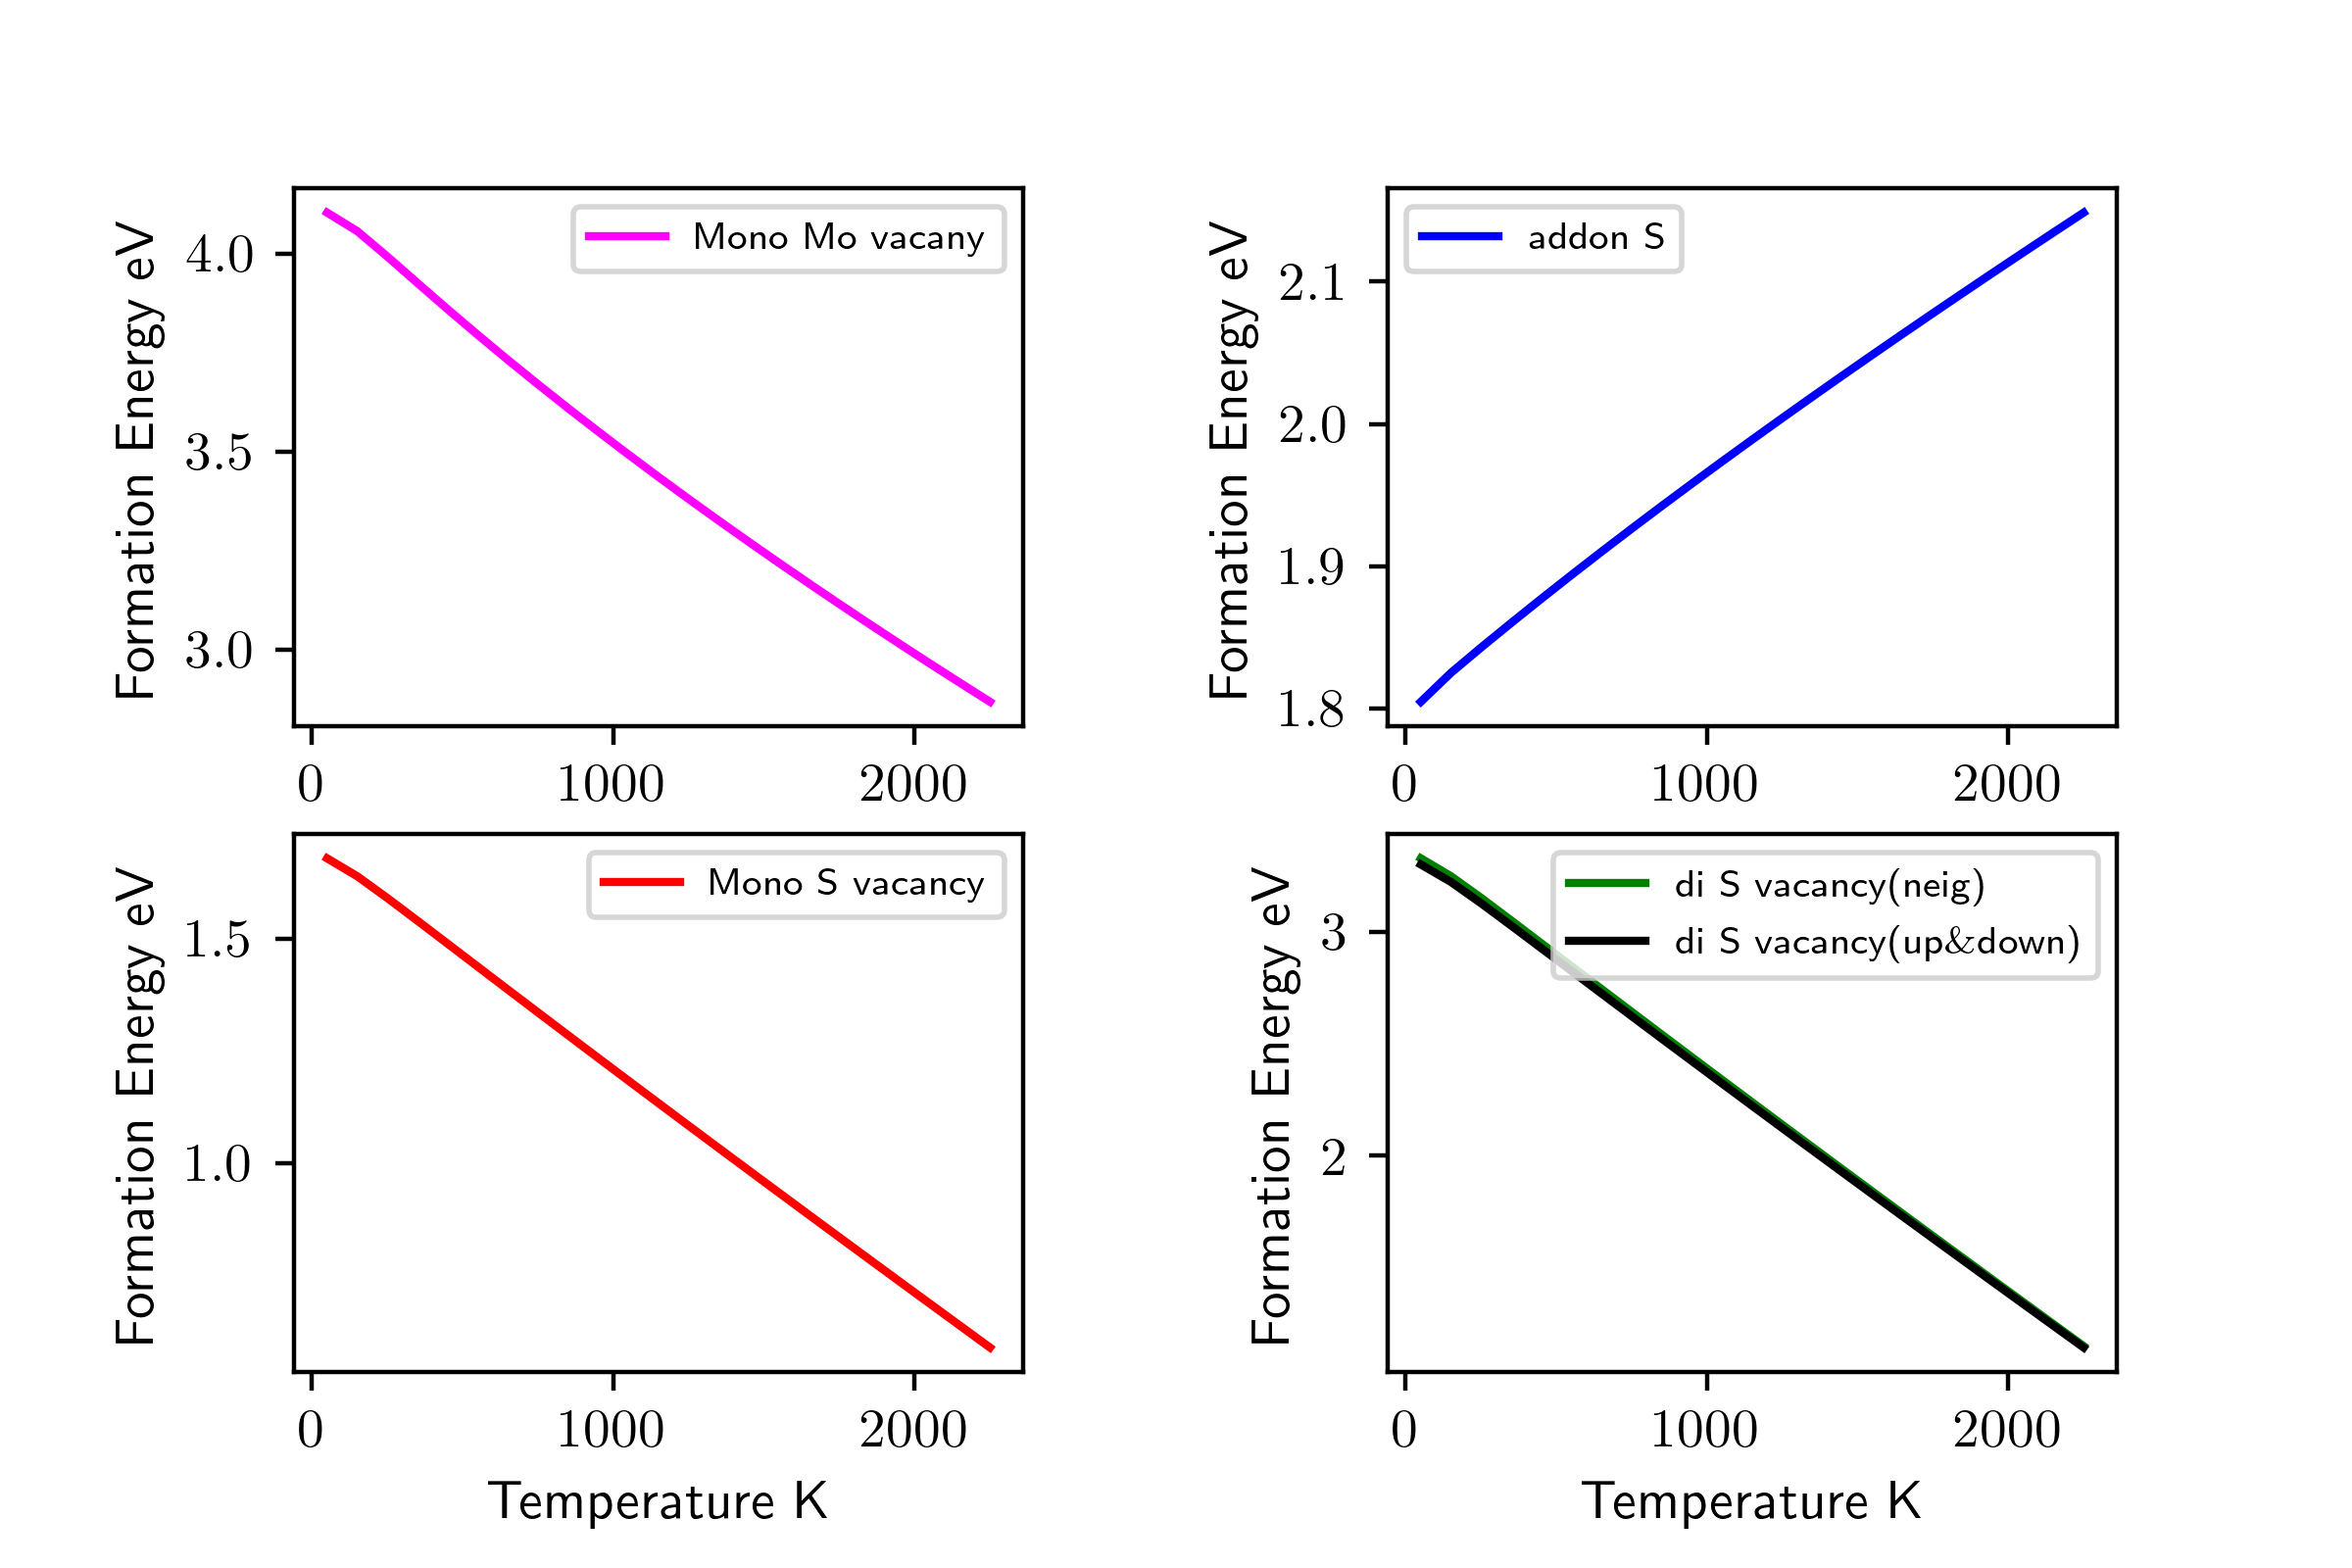 Formation Energy eV
4.0
3.5
3.0
Mono Mo vacany
0
1000
2000
Formation Energy eV
2.1
2.0
1.9
1.8
addon S
0
1000
2000
Formation Energy eV
1.5
1.0
Mono S vacancy
0
1000
2000
Temperature K
Formation Energy eV
3
2
di S vacancy(neig)
di S vacancy(up&down)
0
1000
2000
Temperature K